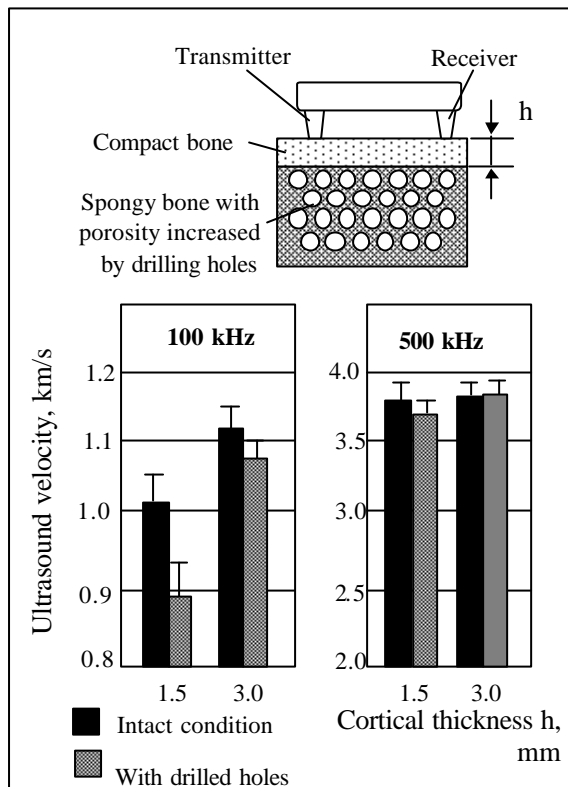 Transmitter
Receiver
h
Compact bone
Spongy bone with
porosity increased
by drilling holes
Ultrasound velocity, km/s
100 kHz
1.2
1.1
1.0
0.9
0.8
1.5 3.0
500 kHz
4.0
3.5
3.0
2.5
2.0
1.5 3.0
Cortical thickness h,
mm
Intact condition
With drilled holes